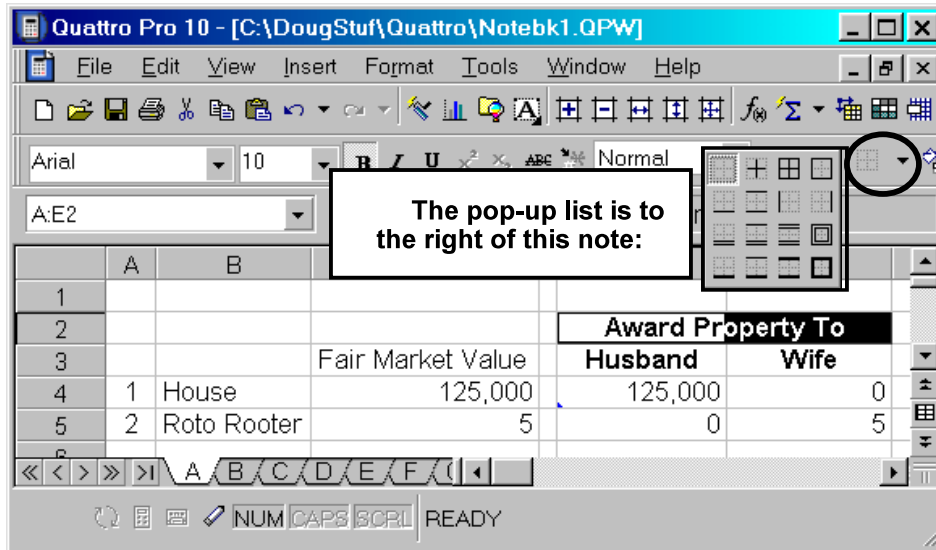 Quattro Pro 10 - [C:\DougStuf\Quattro\Notebk1.QPW]
File Edit View Insert Format Tools Window Help
Arial 10 B I U x² x₂ ABC Normal
A:E2
The pop-up list is to
the right of this note:
A B
1
2 Award Property To
3 Fair Market Value Husband Wife
4 1 House 125,000 125,000 0
5 2 Roto Rooter 5 0 5
A B C D E F
NUM CAPS SCRL READY